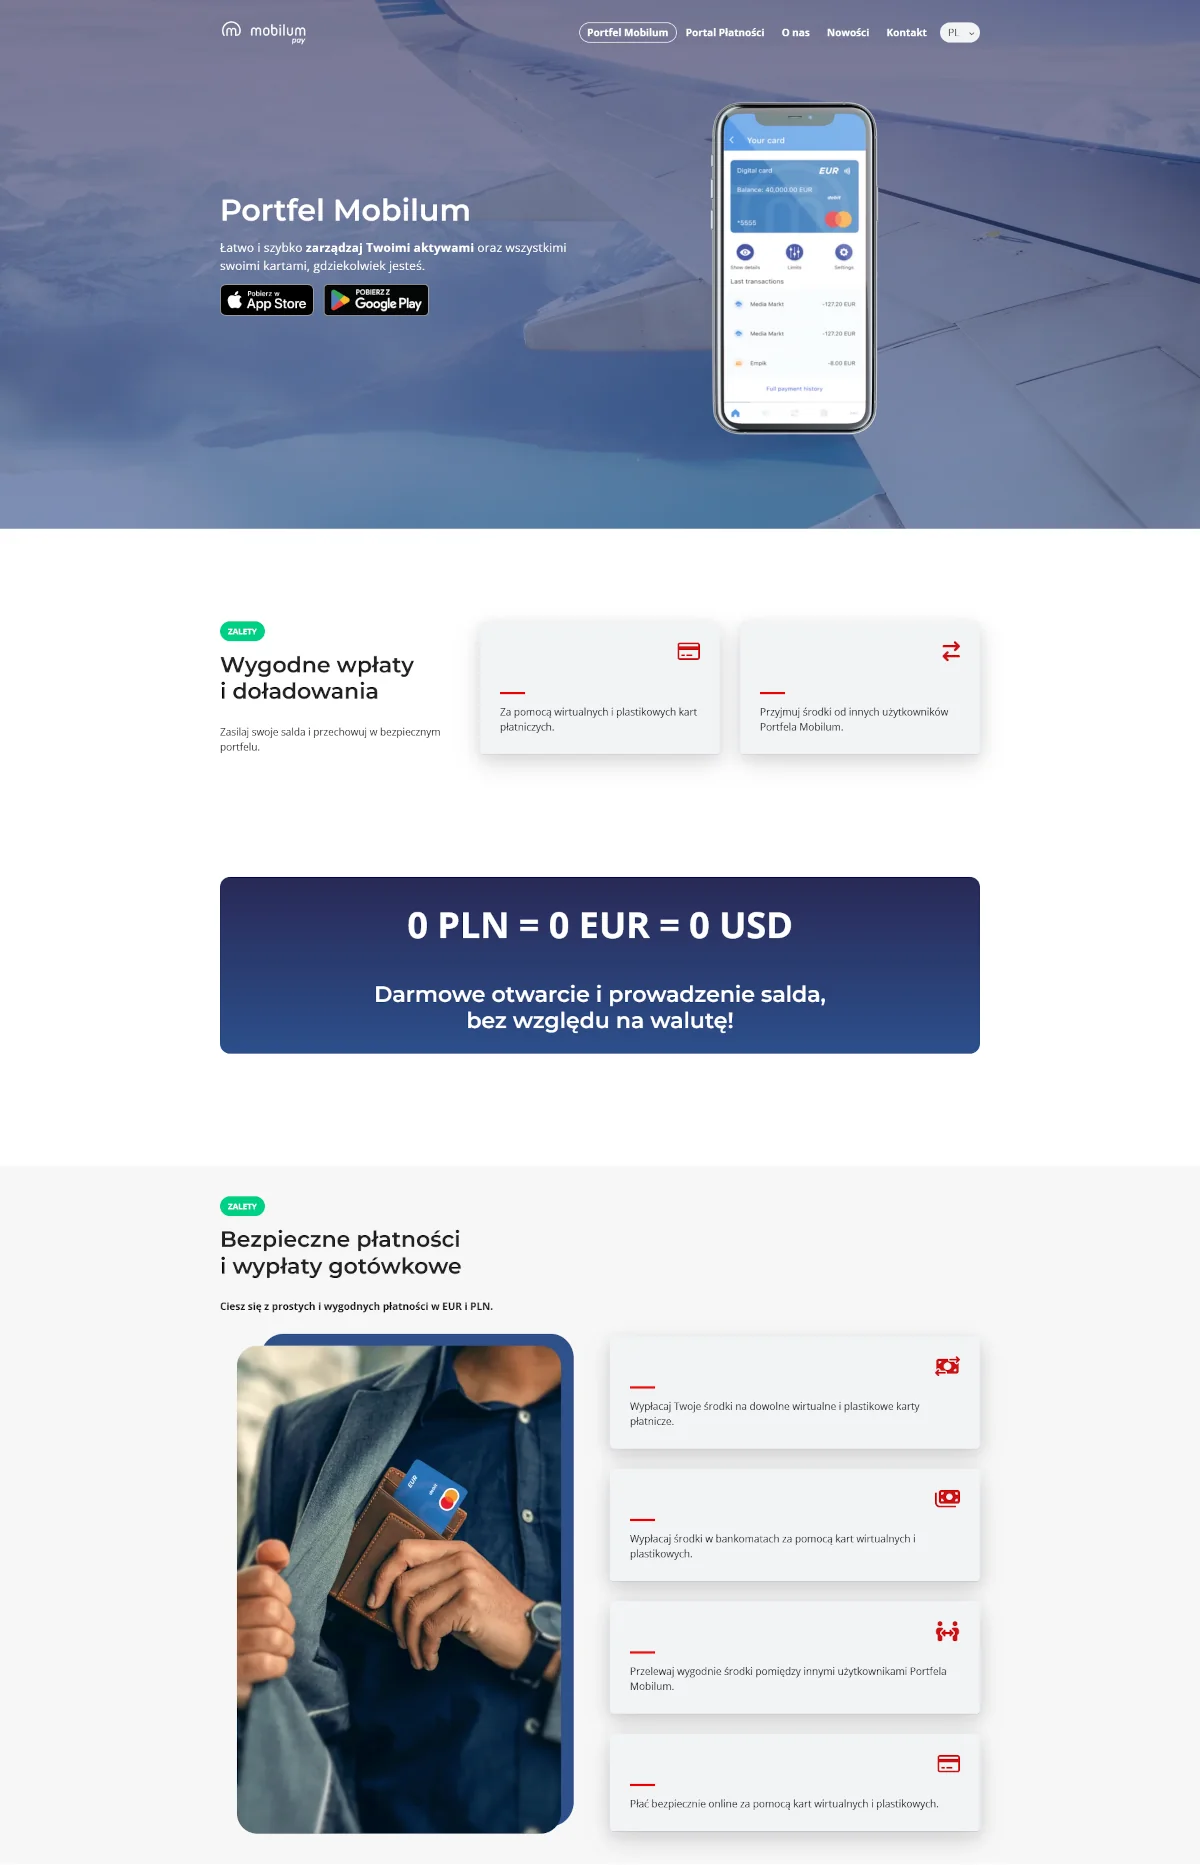 mobilum
pay
Portfel Mobilum
Portal Płatności
O nas
Nowości
Kontakt
PL
Portfel Mobilum
Łatwo i szybko zarządzaj Twoimi aktywami oraz wszystkimi
swoimi kartami, gdziekolwiek jesteś.
Pobierz w
App Store
POBIERZ Z
Google Play
Your card
Digital card
EUR
Balance: 40,000.00 EUR
debit
*5555
Show details
Limits
Settings
Last transactions
Media Markt -127.20 EUR
Media Markt -127.20 EUR
Empik -8.00 EUR
Full payment history
ZALETY
Wygodne wpłaty
i doładowania
Zasilaj swoje salda i przechowuj w bezpiecznym
portfelu.
Za pomocą wirtualnych i plastikowych kart
płatniczych.
Przyjmuj środki od innych użytkowników
Portfela Mobilum.
0 PLN = 0 EUR = 0 USD
Darmowe otwarcie i prowadzenie salda,
bez względu na walutę!
ZALETY
Bezpieczne płatności
i wypłaty gotówkowe
Ciesz się z prostych i wygodnych płatności w EUR i PLN.
EUR
debit
Wypłacaj Twoje środki na dowolne wirtualne i plastikowe karty
płatnicze.
Wypłacaj środki w bankomatach za pomocą kart wirtualnych i
plastikowych.
Przelewaj wygodnie środki pomiędzy innymi użytkownikami Portfela
Mobilum.
Płać bezpiecznie online za pomocą kart wirtualnych i plastikowych.